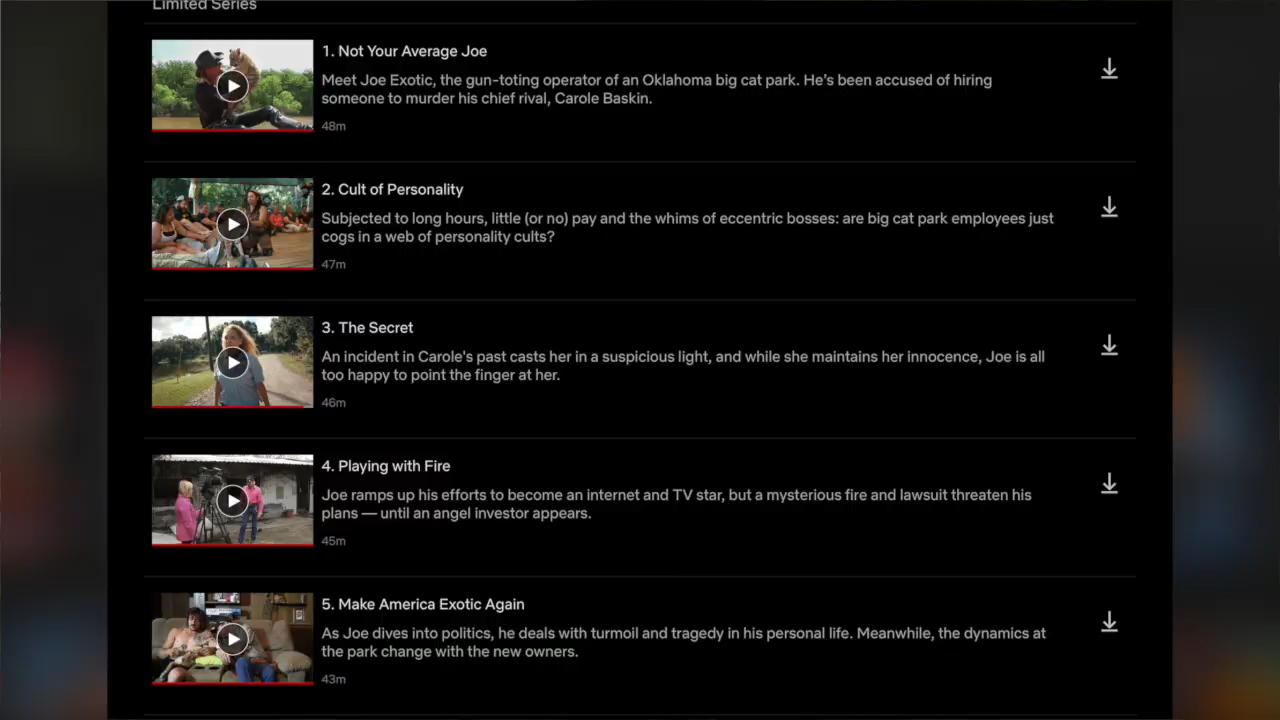 Limited Series
1. Not Your Average Joe
Meet Joe Exotic, the gun-toting operator of an Oklahoma big cat park. He's been accused of hiring
someone to murder his chief rival, Carole Baskin.
48m
2. Cult of Personality
Subjected to long hours, little (or no) pay and the whims of eccentric bosses: are big cat park employees just
cogs in a web of personality cults?
47m
3. The Secret
An incident in Carole's past casts her in a suspicious light, and while she maintains her innocence, Joe is all
too happy to point the finger at her.
46m
4. Playing with Fire
Joe ramps up his efforts to become an internet and TV star, but a mysterious fire and lawsuit threaten his
plans — until an angel investor appears.
45m
5. Make America Exotic Again
As Joe dives into politics, he deals with turmoil and tragedy in his personal life. Meanwhile, the dynamics at
the park change with the new owners.
43m